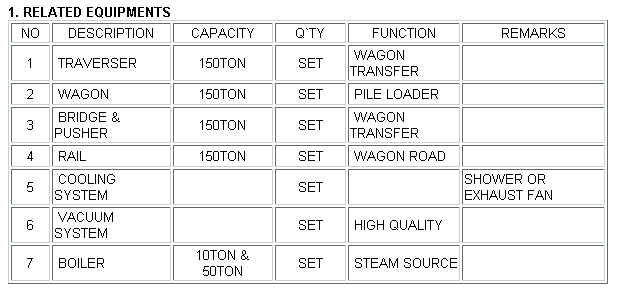 1. RELATED EQUIPMENTS
NO DESCRIPTION CAPACITY Q`TY FUNCTION REMARKS
1 TRAVERSER 150TON SET WAGON TRANSFER
2 WAGON 150TON SET PILE LOADER
3 BRIDGE & PUSHER 150TON SET WAGON TRANSFER
4 RAIL 150TON SET WAGON ROAD
5 COOLING SYSTEM SET SHOWER OR EXHAUST FAN
6 VACUUM SYSTEM SET HIGH QUALITY
7 BOILER 10TON & 50TON SET STEAM SOURCE